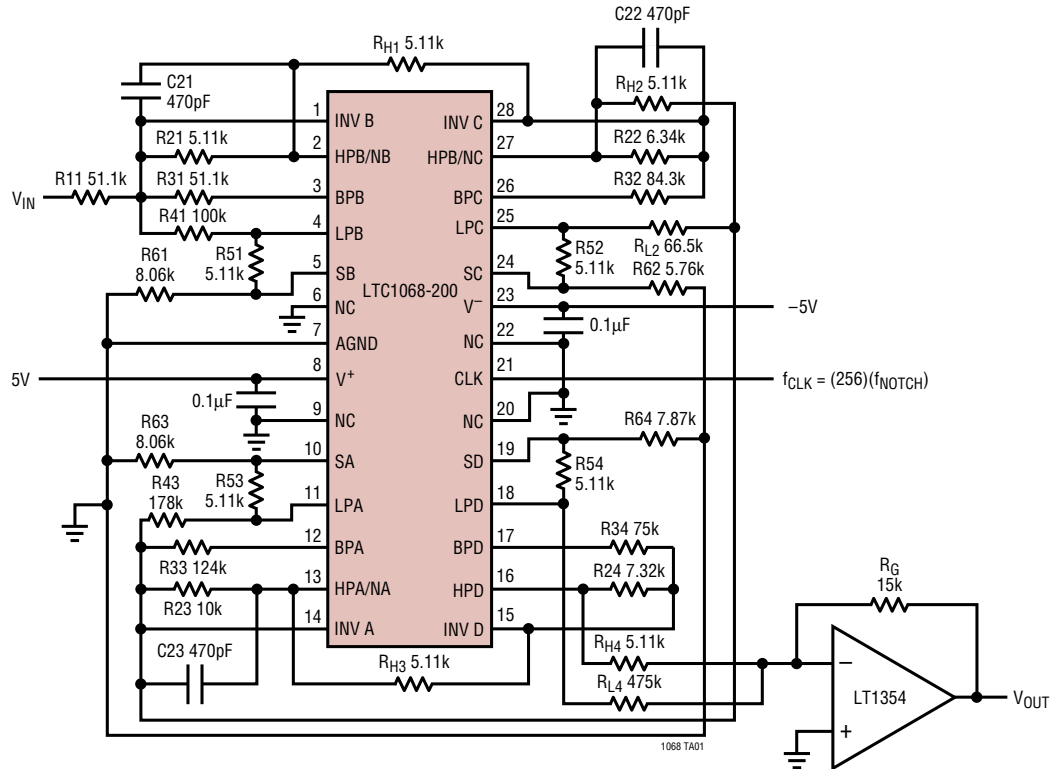 C22 470pF
RH1 5.11k
C21
470pF
RH2 5.11k
1
INV B
INV C
28
R21 5.11k
2
HPB/NB
HPB/NC
27
R22 6.34k
R11 51.1k
VIN
R31 51.1k
3
BPB
BPC
26
R32 84.3k
R41 100k
4
LPB
LPC
25
RL2 66.5k
R61
8.06k
R51
5.11k
R52
5.11k
R62 5.76k
5
SB
SC
24
LTC1068-200
6
NC
V–
23
–5V
0.1µF
7
AGND
NC
22
5V
8
V+
CLK
21
fCLK = (256)(fNOTCH)
0.1µF
9
NC
NC
20
R63
8.06k
10
SA
SD
19
R64 7.87k
R43
178k
R53
5.11k
R54
5.11k
11
LPA
LPD
18
12
BPA
BPD
17
R34 75k
R33 124k
13
HPA/NA
HPD
16
R24 7.32k
R23 10k
14
INV A
INV D
15
RG
15k
C23 470pF
RH3 5.11k
RH4 5.11k
RL4 475k
–
+
LT1354
VOUT
1068 TA01